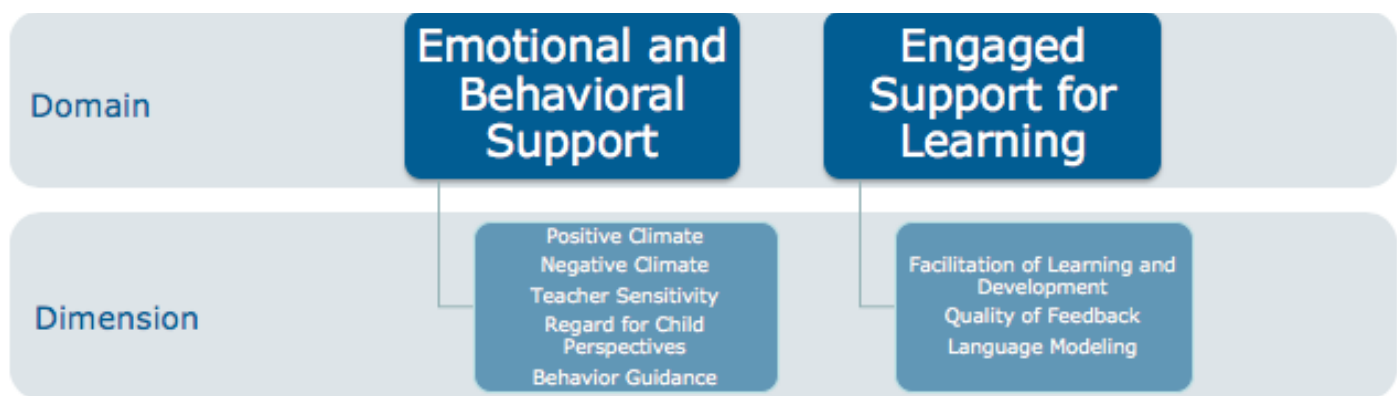 Domain
Emotional and
Behavioral
Support
Engaged
Support for
Learning
Dimension
Positive Climate
Negative Climate
Teacher Sensitivity
Regard for Child
Perspectives
Behavior Guidance
Facilitation of Learning and
Development
Quality of Feedback
Language Modeling